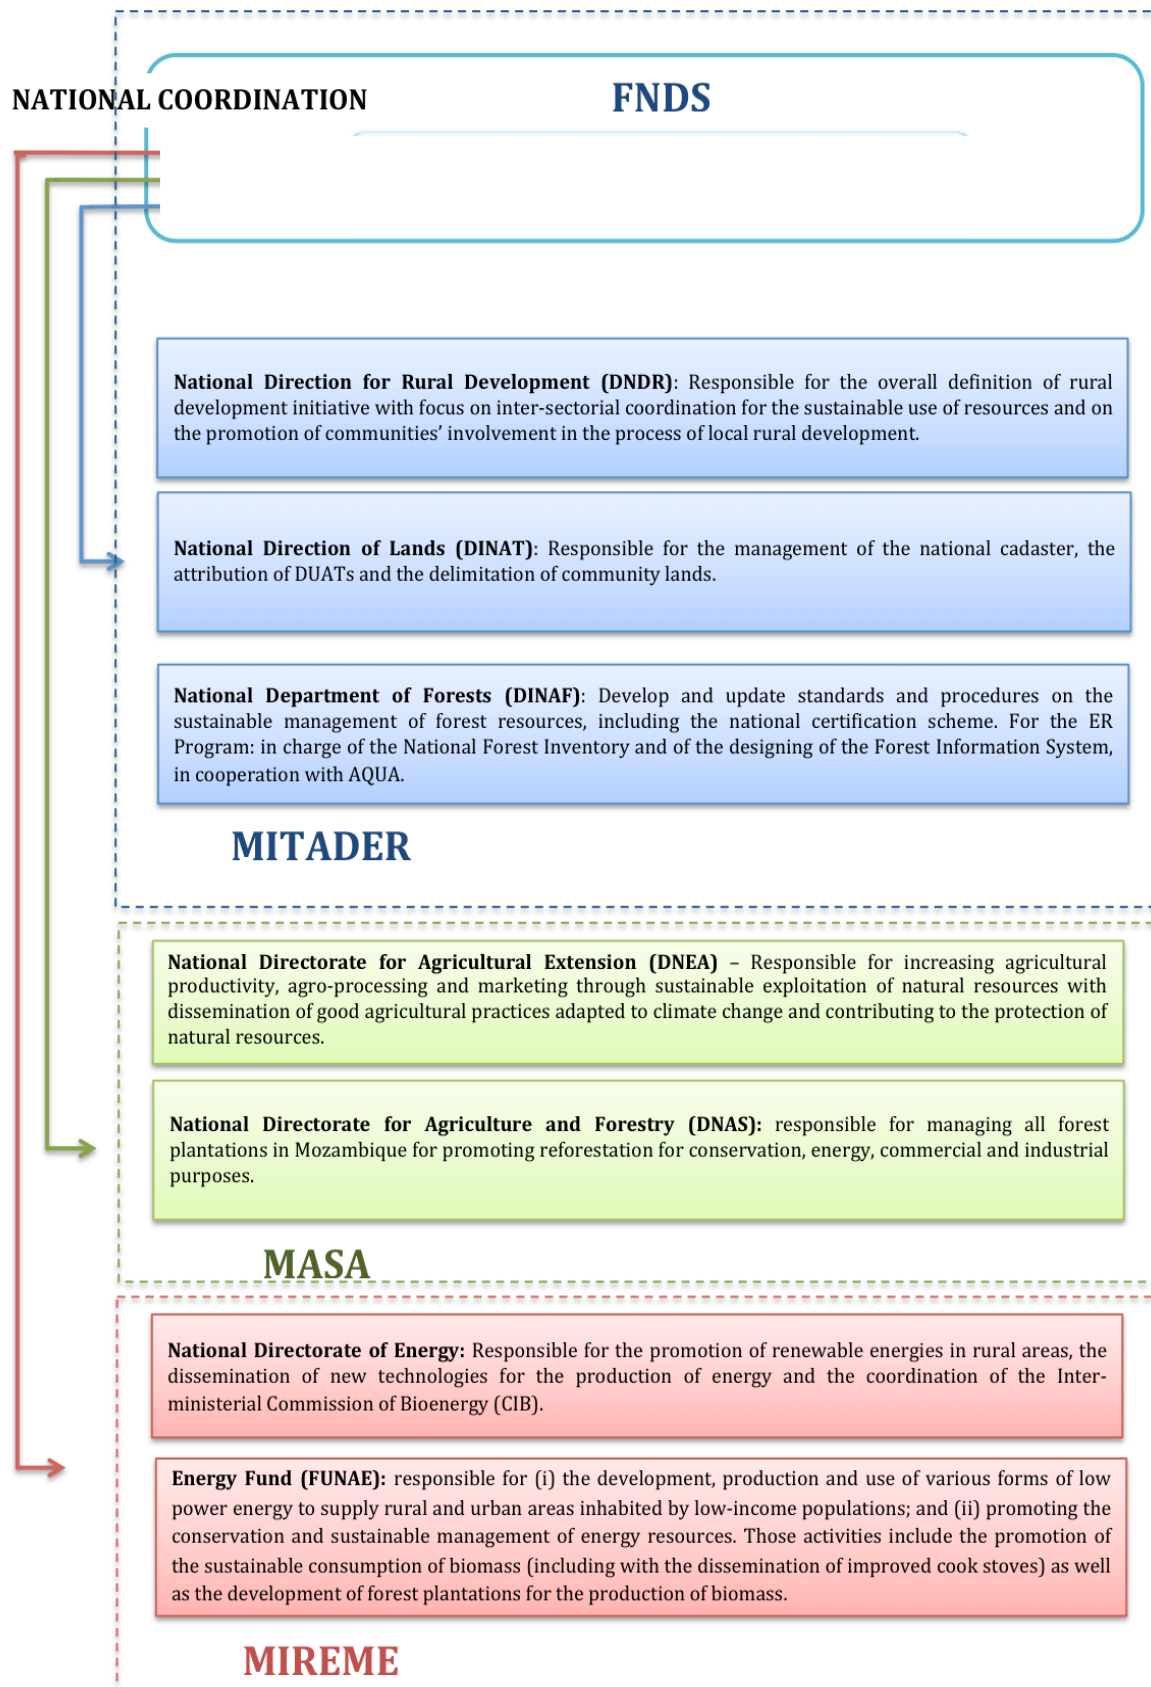 NATIONAL COORDINATION
FNDS
National Direction for Rural Development (DNDR): Responsible for the overall definition of rural
development initiative with focus on inter-sectorial coordination for the sustainable use of resources and on
the promotion of communities’ involvement in the process of local rural development.
National Direction of Lands (DINAT): Responsible for the management of the national cadaster, the
attribution of DUATs and the delimitation of community lands.
National Department of Forests (DINAF): Develop and update standards and procedures on the
sustainable management of forest resources, including the national certification scheme. For the ER
Program: in charge of the National Forest Inventory and of the designing of the Forest Information System,
in cooperation with AQUA.
MITADER
National Directorate for Agricultural Extension (DNEA) – Responsible for increasing agricultural
productivity, agro-processing and marketing through sustainable exploitation of natural resources with
dissemination of good agricultural practices adapted to climate change and contributing to the protection of
natural resources.
National Directorate for Agriculture and Forestry (DNAS): responsible for managing all forest
plantations in Mozambique for promoting reforestation for conservation, energy, commercial and industrial
purposes.
MASA
National Directorate of Energy: Responsible for the promotion of renewable energies in rural areas, the
dissemination of new technologies for the production of energy and the coordination of the Inter-
ministerial Commission of Bioenergy (CIB).
Energy Fund (FUNAE): responsible for (i) the development, production and use of various forms of low
power energy to supply rural and urban areas inhabited by low-income populations; and (ii) promoting the
conservation and sustainable management of energy resources. Those activities include the promotion of
the sustainable consumption of biomass (including with the dissemination of improved cook stoves) as well
as the development of forest plantations for the production of biomass.
MIREME